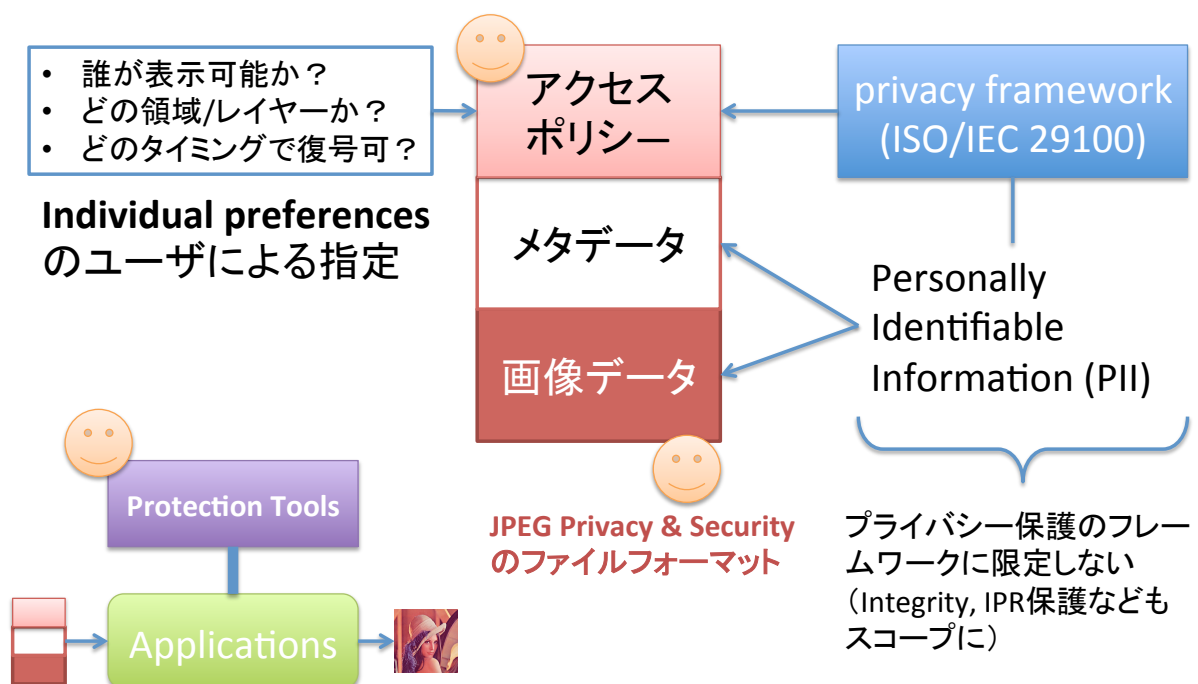 • 誰が表示可能か？
• どの領域/レイヤーか？
• どのタイミングで復号可？
Individual preferences
のユーザによる指定
アクセス
ポリシー
メタデータ
画像データ
JPEG Privacy & Security
のファイルフォーマット
privacy framework
(ISO/IEC 29100)
Personally
Identifiable
Information (PII)
プライバシー保護のフレー
ムワークに限定しない
（Integrity, IPR保護なども
スコープに）
Protection Tools
Applications